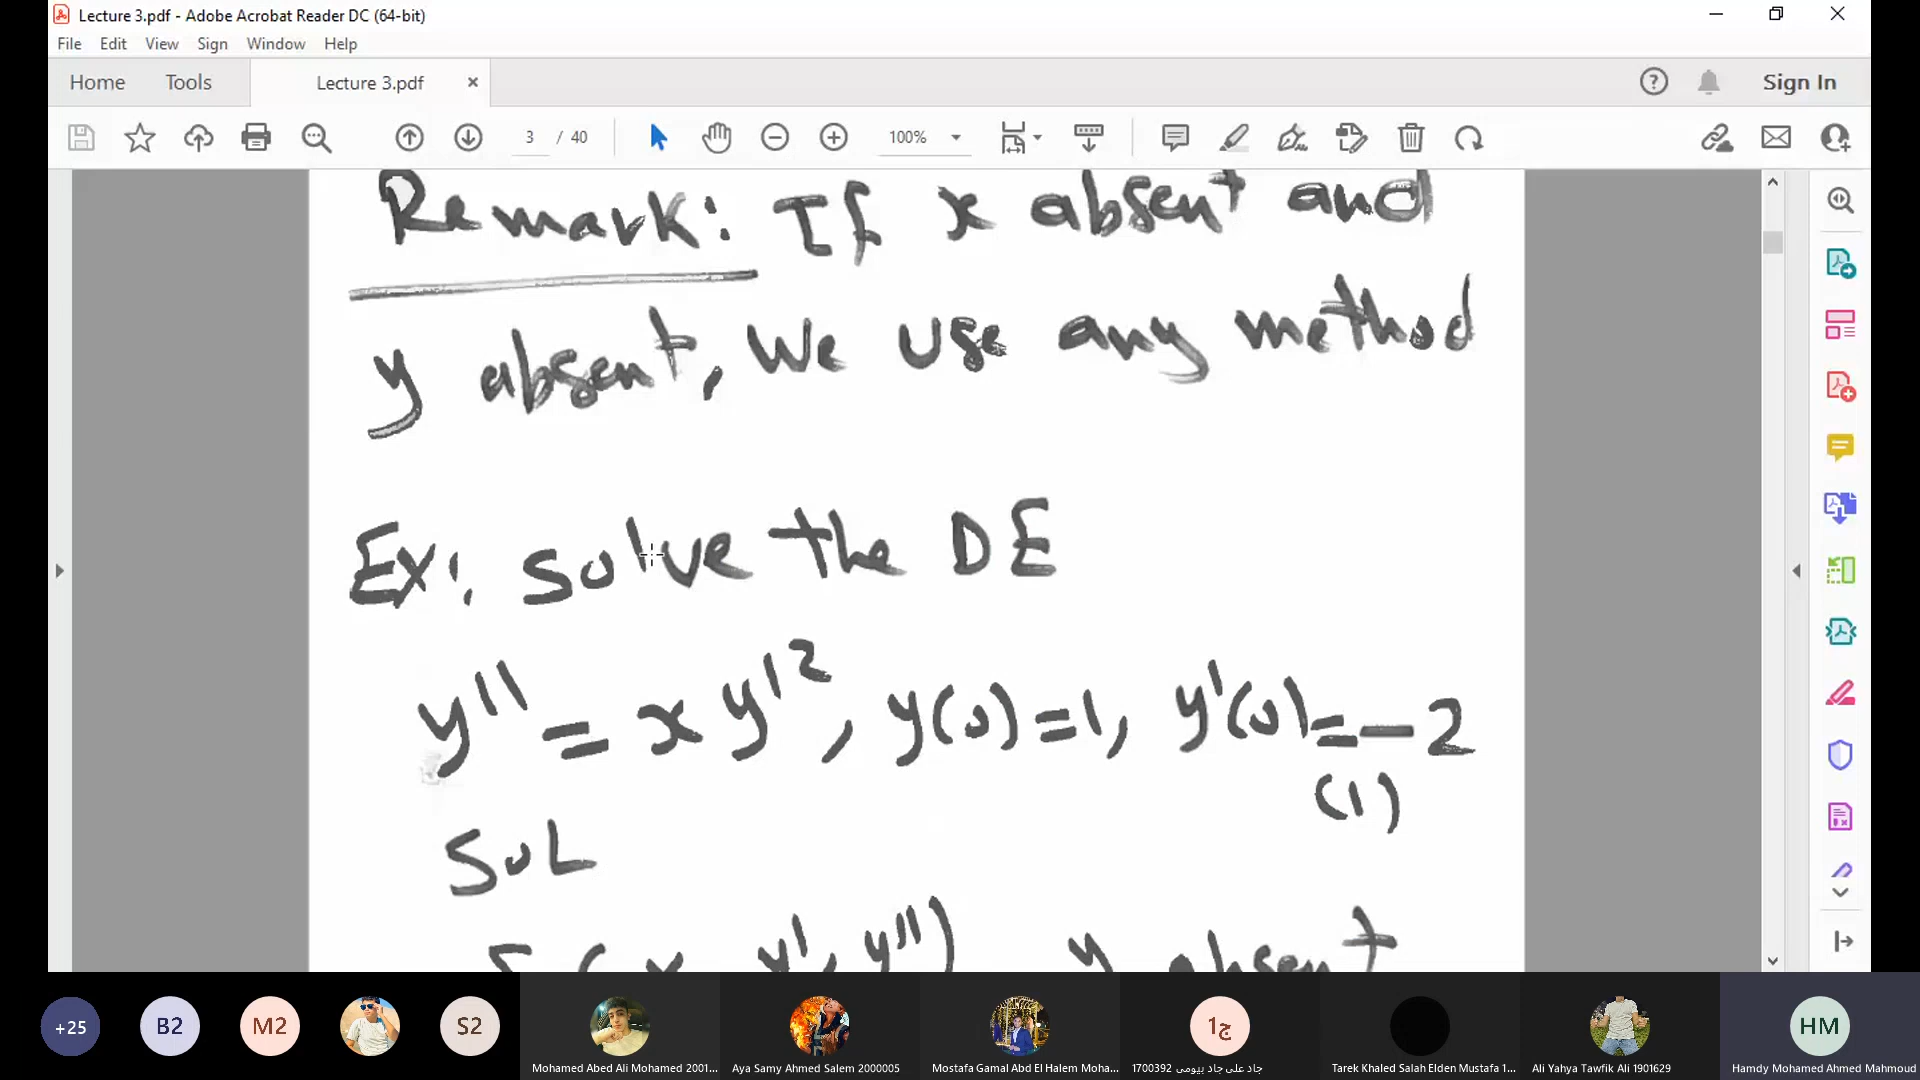 Lecture 3.pdf - Adobe Acrobat Reader DC (64-bit)
File Edit View Sign Window Help
Home Tools Lecture 3.pdf × Sign In
3 / 40 100%
Remark: If x absent and
y absent, We use any method
Ex: Solve the DE
y'' = x y'², y(0)=1, y'(0)=-2
(1)
SOL
y', y'') y absent
+25 B2 M2 S2 1ج HM
Mohamed Abed Ali Mohamed 2001... Aya Samy Ahmed Salem 2000005 Mostafa Gamal Abd El Halem Moha... جاد على جاد بيومى 1700392 Tarek Khaled Salah Elden Mustafa 1... Ali Yahya Tawfik Ali 1901629 Hamdy Mohamed Ahmed Mahmoud